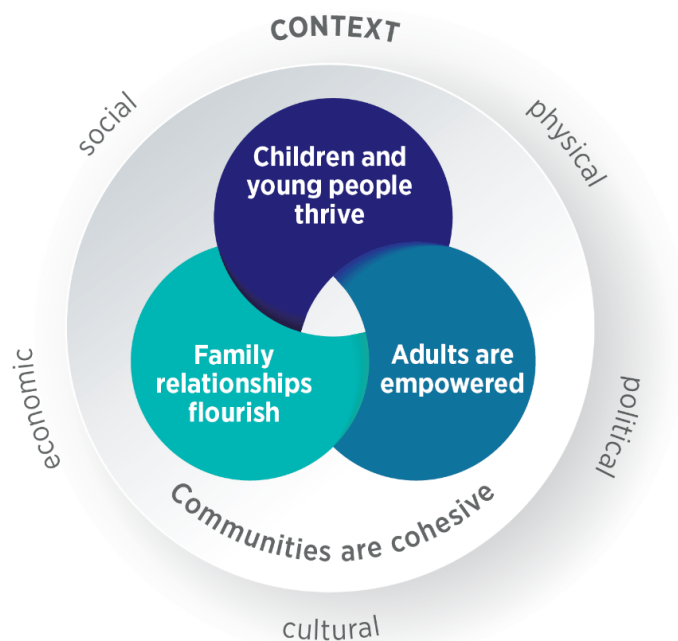 CONTEXT
social
physical
Children and
young people
thrive
Family
relationships
flourish
Adults are
empowered
economic
political
Communities are cohesive
cultural